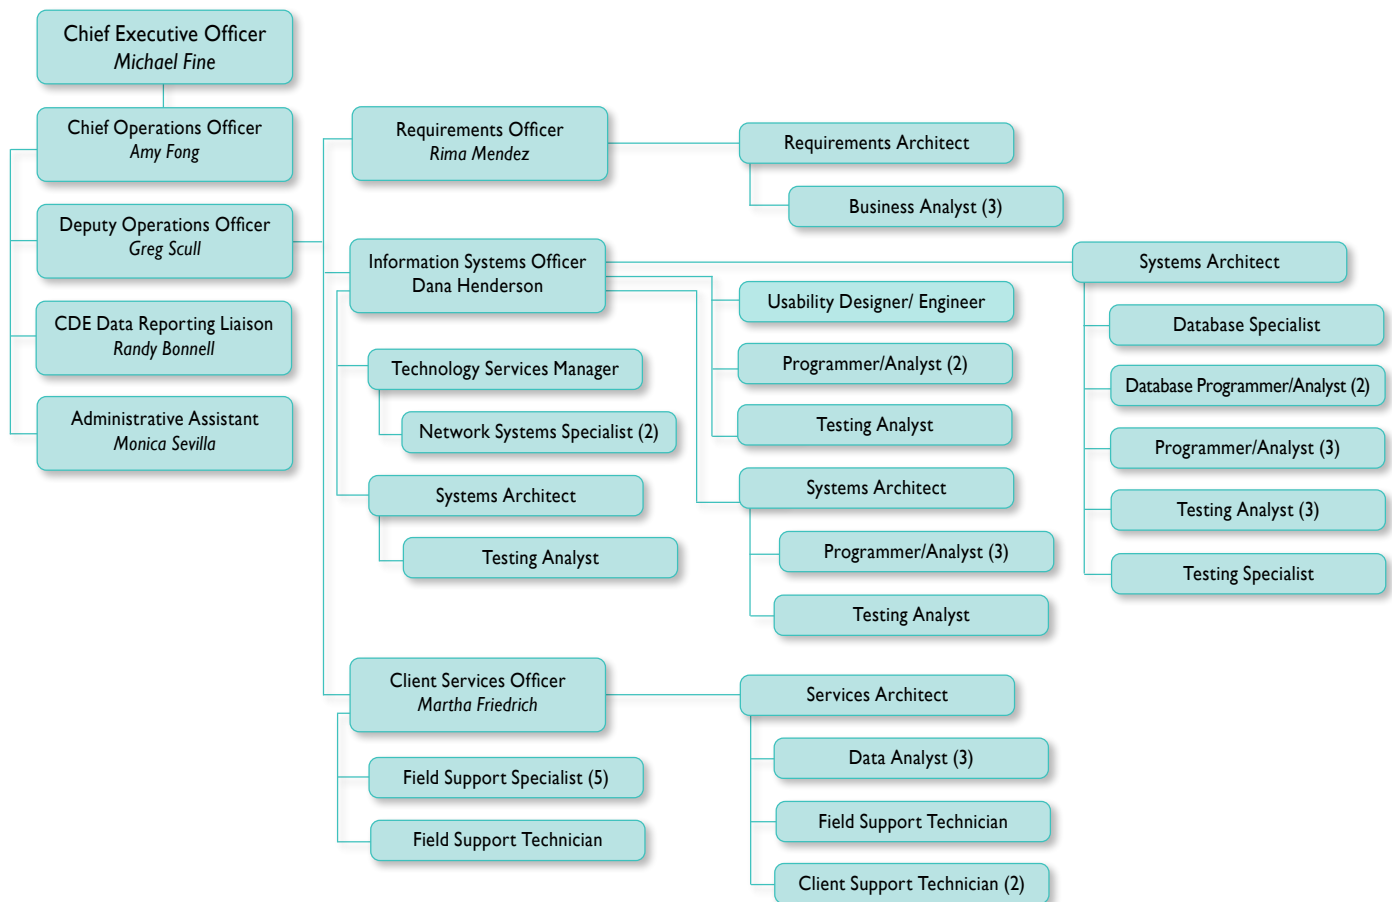 Chief Executive Officer
Michael Fine
Chief Operations Officer
Amy Fong
Deputy Operations Officer
Greg Scull
CDE Data Reporting Liaison
Randy Bonnell
Administrative Assistant
Monica Sevilla
Requirements Officer
Rima Mendez
Requirements Architect
Business Analyst (3)
Information Systems Officer
Dana Henderson
Technology Services Manager
Network Systems Specialist (2)
Systems Architect
Testing Analyst
Usability Designer/ Engineer
Programmer/Analyst (2)
Testing Analyst
Systems Architect
Programmer/Analyst (3)
Testing Analyst
Systems Architect
Database Specialist
Database Programmer/Analyst (2)
Programmer/Analyst (3)
Testing Analyst (3)
Testing Specialist
Client Services Officer
Martha Friedrich
Field Support Specialist (5)
Field Support Technician
Services Architect
Data Analyst (3)
Field Support Technician
Client Support Technician (2)